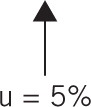 u = 5%